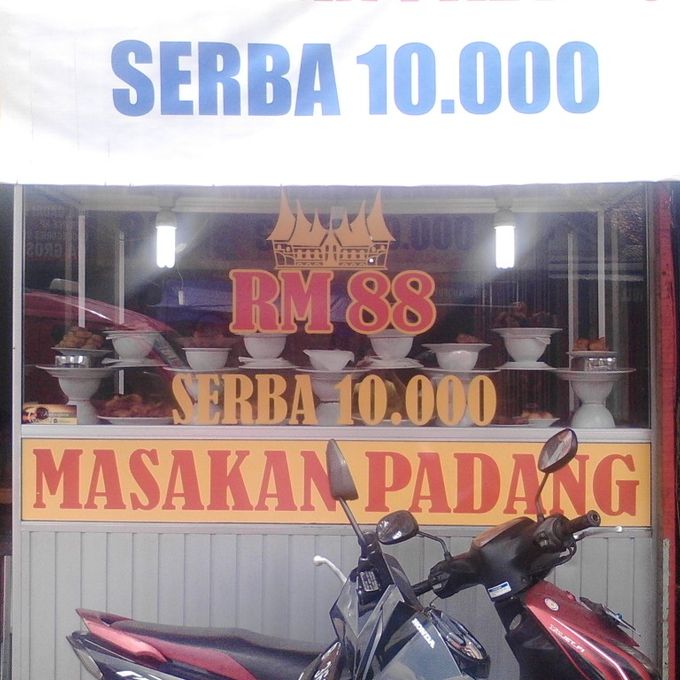 SERBA 10.000
RM 88
SERBA 10.000
MASAKAN PADANG
HONDA